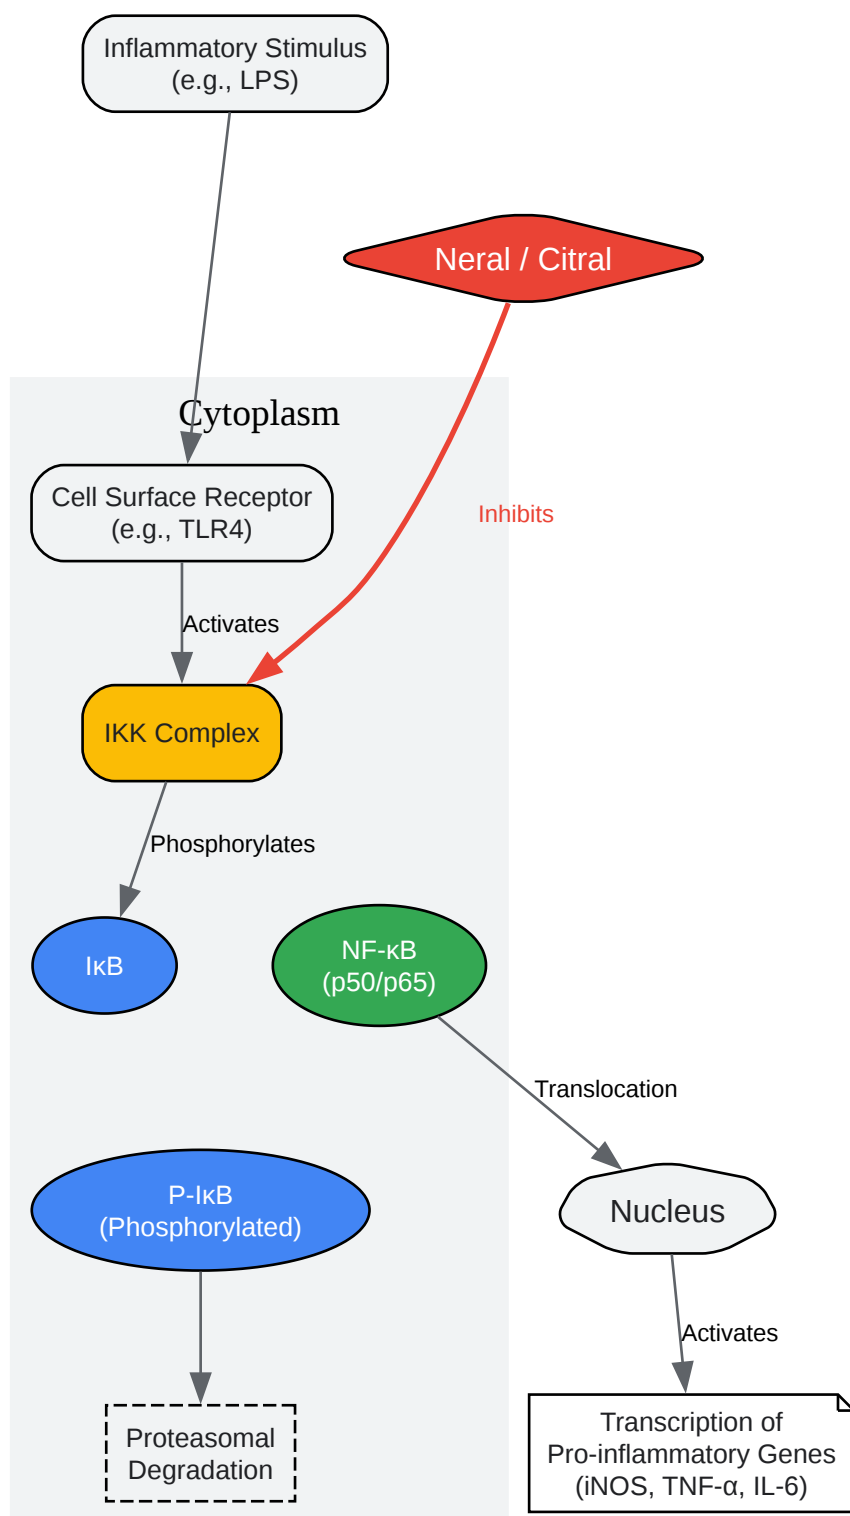 Inflammatory Stimulus
(e.g., LPS)
Neral / Citral
Cytoplasm
Cell Surface Receptor
(e.g., TLR4)
Inhibits
Activates
IKK Complex
Phosphorylates
IκB
NF-κB
(p50/p65)
Translocation
P-IκB
(Phosphorylated)
Nucleus
Activates
Proteasomal
Degradation
Transcription of
Pro-inflammatory Genes
(iNOS, TNF-α, IL-6)